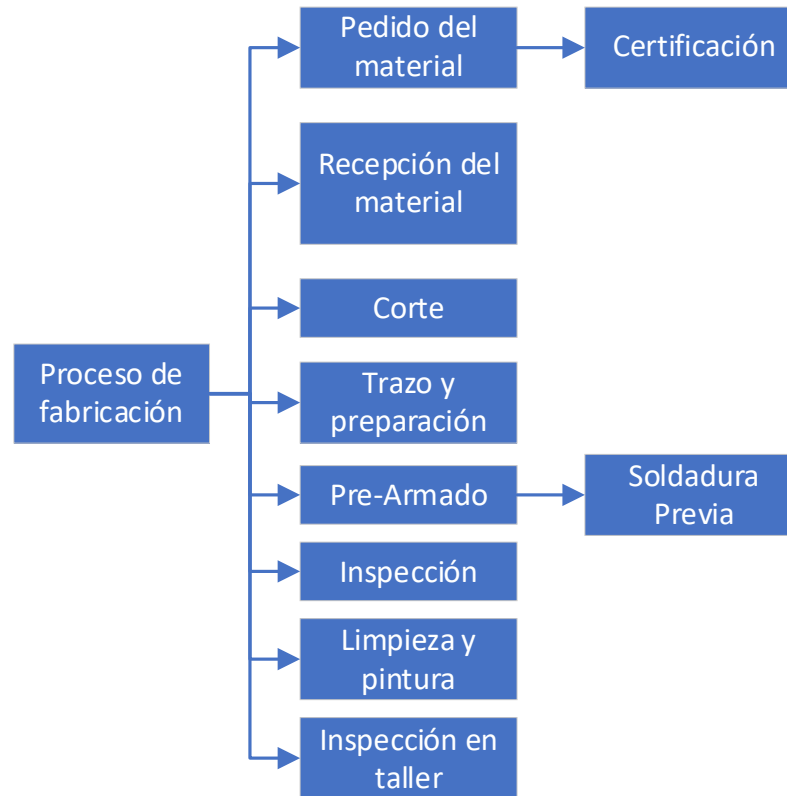 Pedido del
material
Certificación
Recepción del
material
Corte
Proceso de
fabricación
Trazo y
preparación
Pre-Armado
Soldadura
Previa
Inspección
Limpieza y
pintura
Inspección en
taller